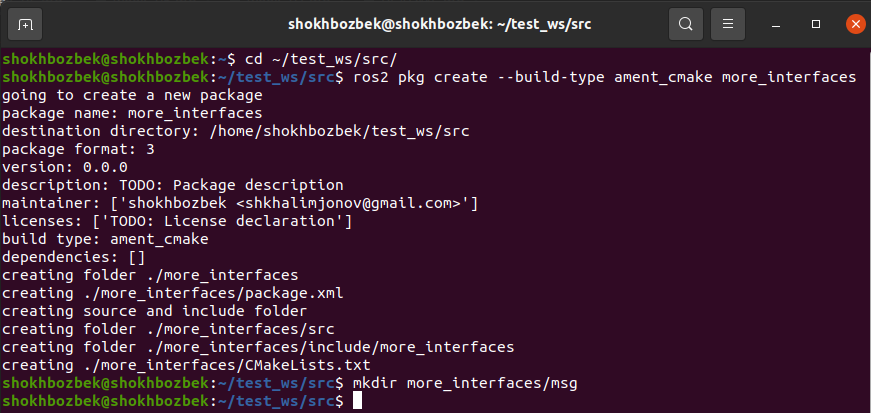 shokhbozbek@shokhbozbek: ~/test_ws/src
shokhbozbek@shokhbozbek:~$ cd ~/test_ws/src/
shokhbozbek@shokhbozbek:~/test_ws/src$ ros2 pkg create --build-type ament_cmake more_interfaces
going to create a new package
package name: more_interfaces
destination directory: /home/shokhbozbek/test_ws/src
package format: 3
version: 0.0.0
description: TODO: Package description
maintainer: ['shokhbozbek <shkhalimjonov@gmail.com>']
licenses: ['TODO: License declaration']
build type: ament_cmake
dependencies: []
creating folder ./more_interfaces
creating ./more_interfaces/package.xml
creating source and include folder
creating folder ./more_interfaces/src
creating folder ./more_interfaces/include/more_interfaces
creating ./more_interfaces/CMakeLists.txt
shokhbozbek@shokhbozbek:~/test_ws/src$ mkdir more_interfaces/msg
shokhbozbek@shokhbozbek:~/test_ws/src$